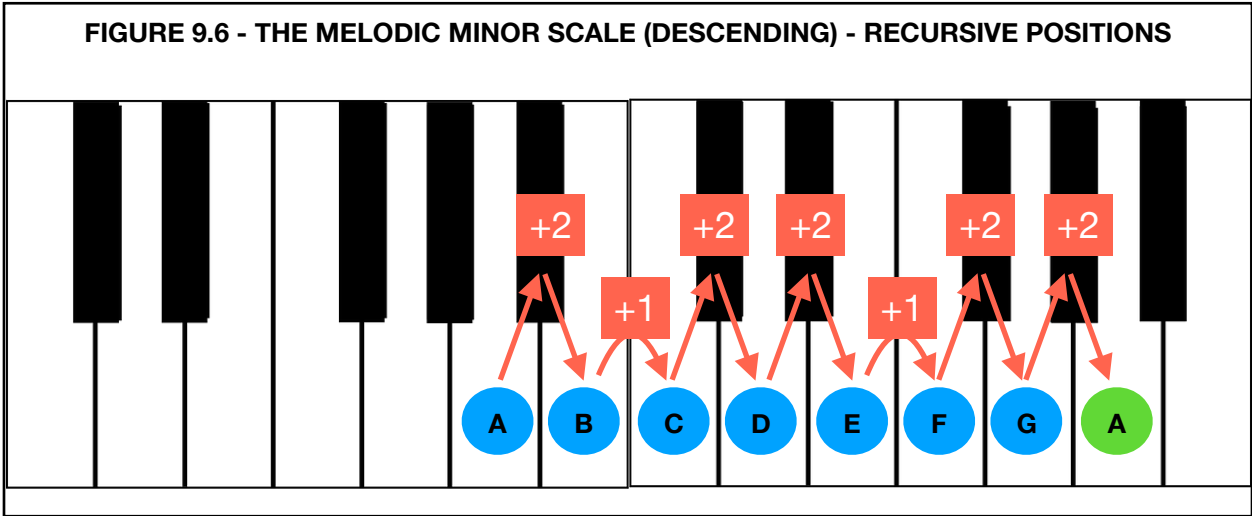 FIGURE 9.6 - THE MELODIC MINOR SCALE (DESCENDING) - RECURSIVE POSITIONS
+2 +2 +2 +2 +2
+1 +1
A B C D E F G A